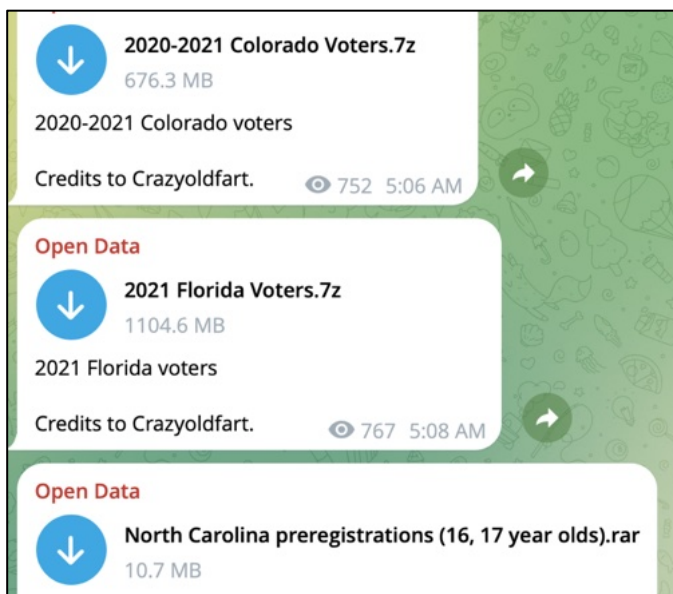 2020-2021 Colorado Voters.7z
676.3 MB
2020-2021 Colorado voters
Credits to Crazyoldfart.
752 5:06 AM
Open Data
2021 Florida Voters.7z
1104.6 MB
2021 Florida voters
Credits to Crazyoldfart.
767 5:08 AM
Open Data
North Carolina preregistrations (16, 17 year olds).rar
10.7 MB